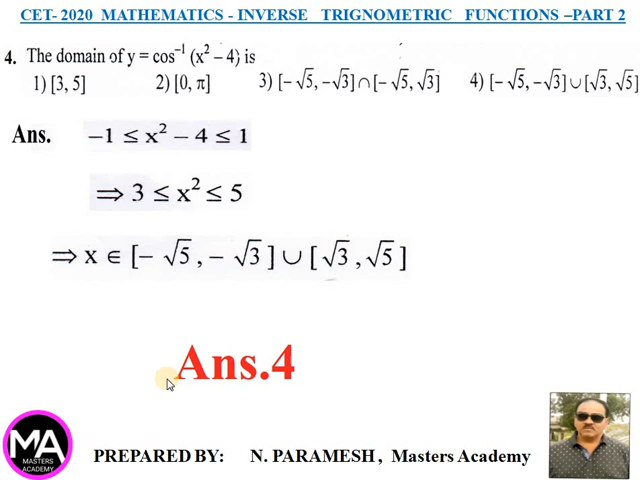 CET- 2020 MATHEMATICS - INVERSE TRIGNOMETRIC FUNCTIONS –PART 2
4. The domain of y = cos⁻¹ (x² – 4) is
1) [3, 5] 2) [0, π] 3) [– √5, –√3] ∩ [– √5, √3] 4) [– √5, –√3] ∪ [√3, √5]
Ans. –1 ≤ x² – 4 ≤ 1
⇒ 3 ≤ x² ≤ 5
⇒ x ∈ [– √5 , – √3 ] ∪ [ √3 , √5 ]
Ans.4
MA
MASTERS
ACADEMY
PREPARED BY: N. PARAMESH , Masters Academy